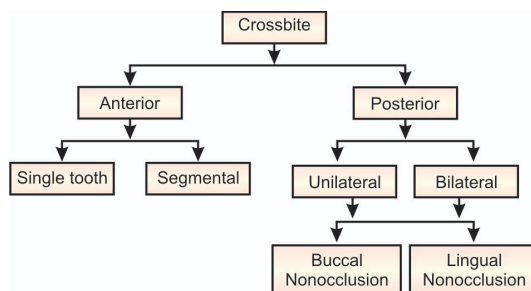 Crossbite
Anterior
Posterior
Single tooth
Segmental
Unilateral
Bilateral
Buccal
Nonocclusion
Lingual
Nonocclusion